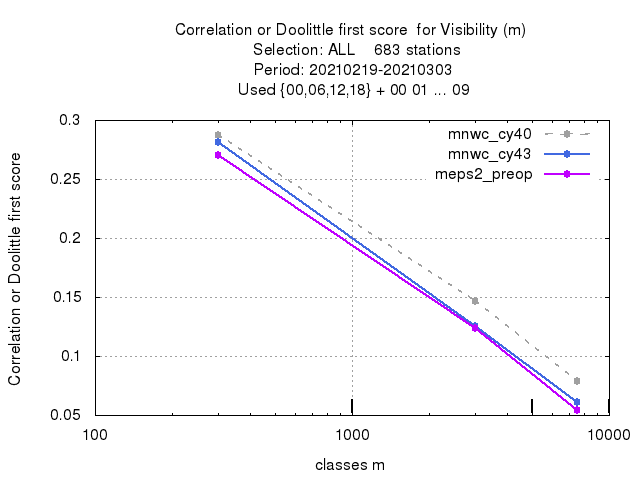 Correlation or Doolittle first score  for Visibility (m)
Selection: ALL    683 stations
Period: 20210219-20210303
Used {00,06,12,18} + 00 01 ... 09
Correlation or Doolittle first score
0.3
0.25
0.2
0.15
0.1
0.05
mnwc_cy40
mnwc_cy43
meps2_preop
100
1000
10000
classes m